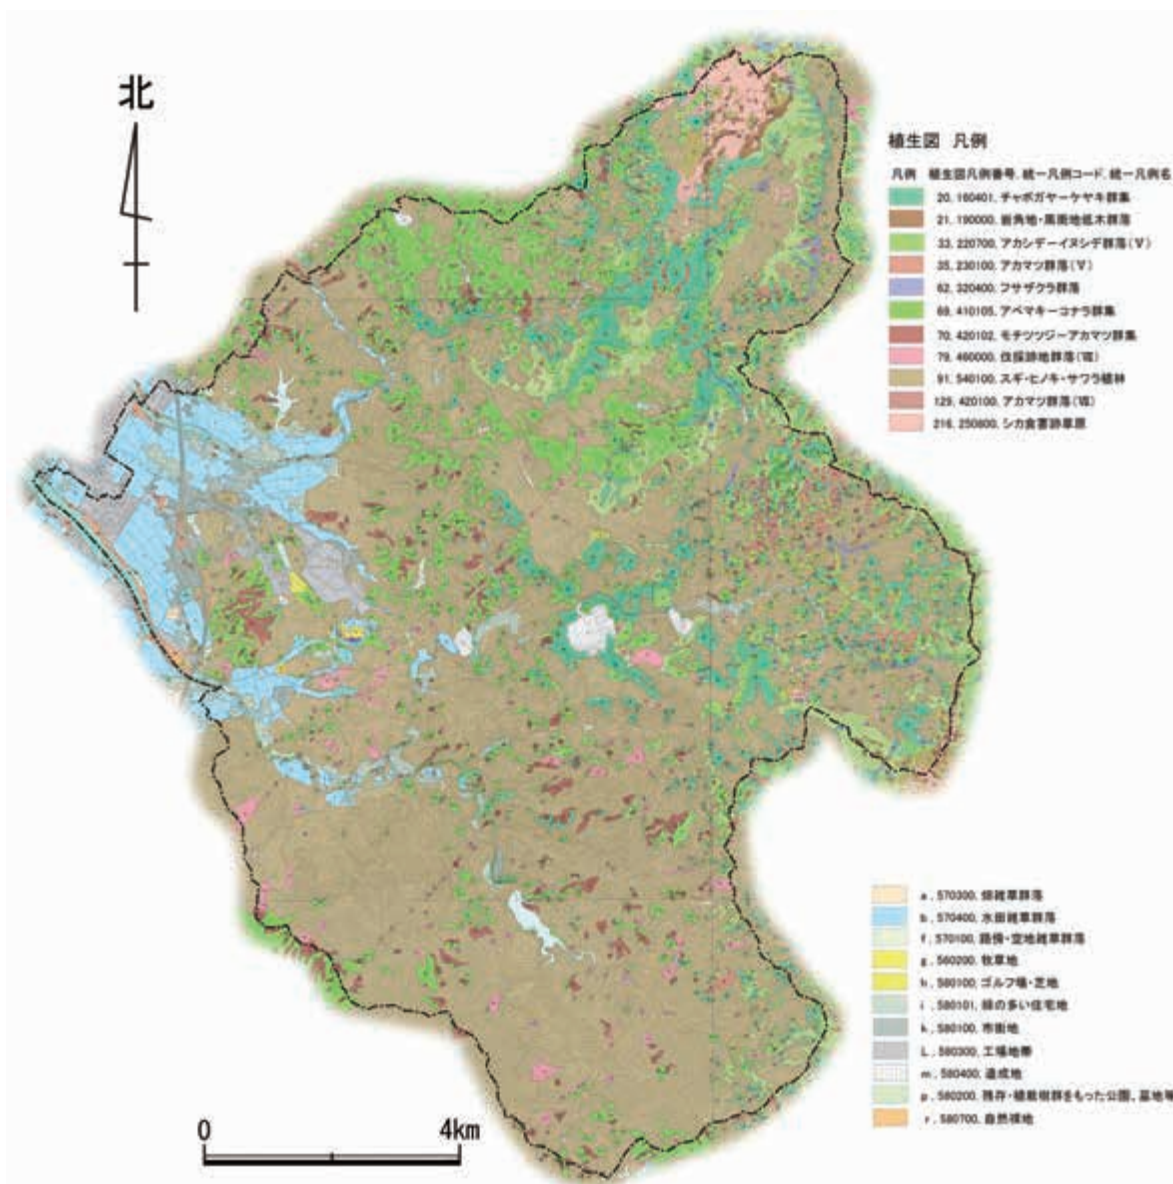 北
植生図 凡例
凡例 植生図凡例番号. 統一凡例コード. 統一凡例名
20. 160401. チャボガヤーケヤキ群集
21. 190000. 岩角地・風衝地低木群落
33. 220700. アカシデーイヌシデ群落(Ⅴ)
35. 230100. アカマツ群落(Ⅴ)
62. 320400. フサザクラ群落
69. 410105. アベマキーコナラ群集
70. 420102. モチツツジーアカマツ群集
79. 460000. 伐採跡地群落(Ⅶ)
91. 540100. スギ・ヒノキ・サワラ植林
129. 420100. アカマツ群落(Ⅶ)
216. 250800. シカ食害跡草原
a. 570300. 畑雑草群落
b. 570400. 水田雑草群落
f. 570100. 路傍・空地雑草群落
g. 560200. 牧草地
h. 580100. ゴルフ場・芝地
i. 580101. 緑の多い住宅地
k. 580100. 市街地
L. 580300. 工場地帯
m. 580400. 造成地
p. 580200. 残存・植栽樹群をもった公園、墓地等
r. 580700. 自然裸地
0 4km